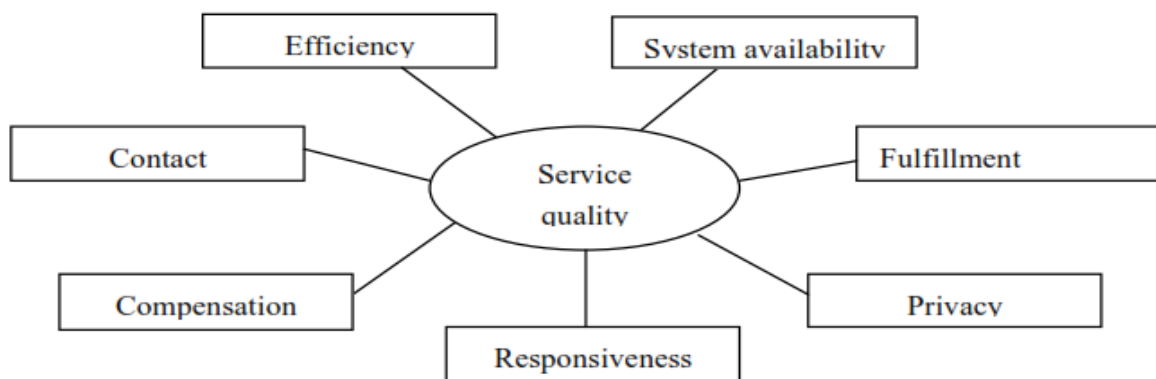 Efficiency
System availability
Contact
Service
quality
Fulfillment
Compensation
Privacy
Responsiveness